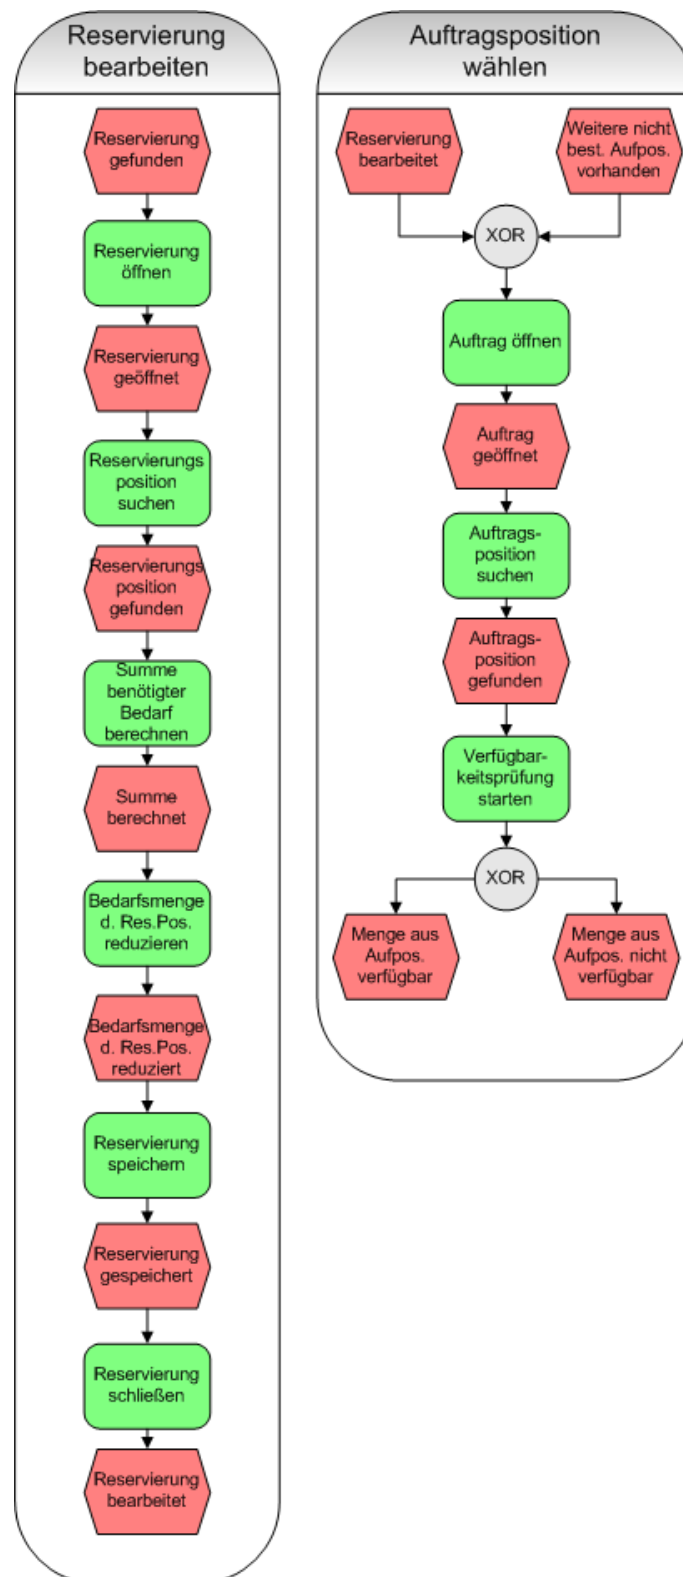 Reservierung
bearbeiten
Reservierung
gefunden
Reservierung
öffnen
Reservierung
geöffnet
Reservierungs
position
suchen
Reservierungs
position
gefunden
Summe
benötigter
Bedarf
berechnen
Summe
berechnet
Bedarfsmenge
d. Res.Pos.
reduzieren
Bedarfsmenge
d. Res.Pos.
reduziert
Reservierung
speichern
Reservierung
gespeichert
Reservierung
schließen
Reservierung
bearbeitet
Auftragsposition
wählen
Reservierung
bearbeitet
Weitere nicht
best. Aufpos.
vorhanden
XOR
Auftrag öffnen
Auftrag
geöffnet
Auftrags-
position
suchen
Auftrags-
position
gefunden
Verfügbar-
keitsprüfung
starten
XOR
Menge aus
Aufpos.
verfügbar
Menge aus
Aufpos. nicht
verfügbar